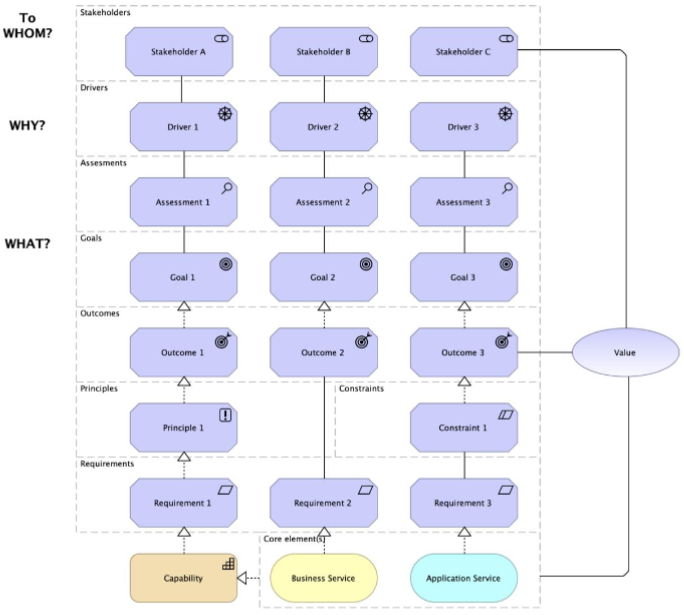 To
WHOM?
Stakeholders
Stakeholder A
Stakeholder B
Stakeholder C
Drivers
WHY?
Driver 1
Driver 2
Driver 3
Assesments
Assessment 1
Assessment 2
Assessment 3
WHAT?
Goals
Goal 1
Goal 2
Goal 3
Outcomes
Outcome 1
Outcome 2
Outcome 3
Value
Principles
Constraints
Principle 1
Constraint 1
Requirements
Requirement 1
Requirement 2
Requirement 3
Core element(s)
Capability
Business Service
Application Service